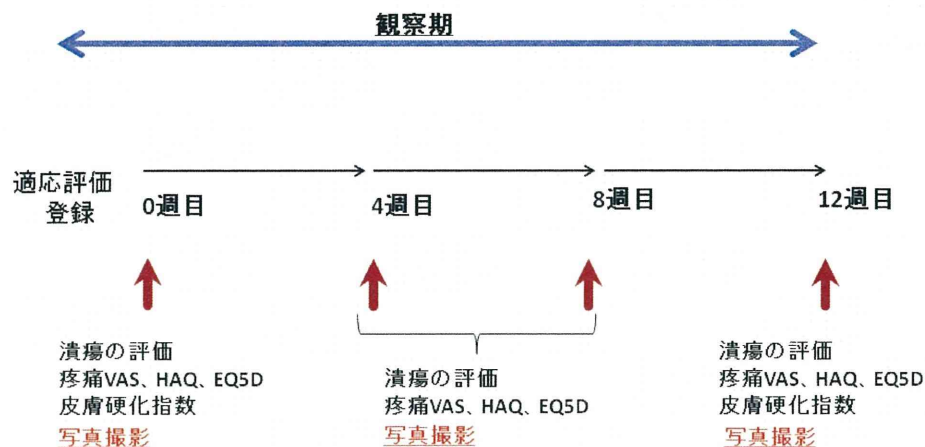 観察期
適応評価
登録
0週目
4週目
8週目
12週目
潰瘍の評価
疼痛VAS、HAQ、EQ5D
皮膚硬化指数
写真撮影
潰瘍の評価
疼痛VAS、HAQ、EQ5D
写真撮影
潰瘍の評価
疼痛VAS、HAQ、EQ5D
皮膚硬化指数
写真撮影